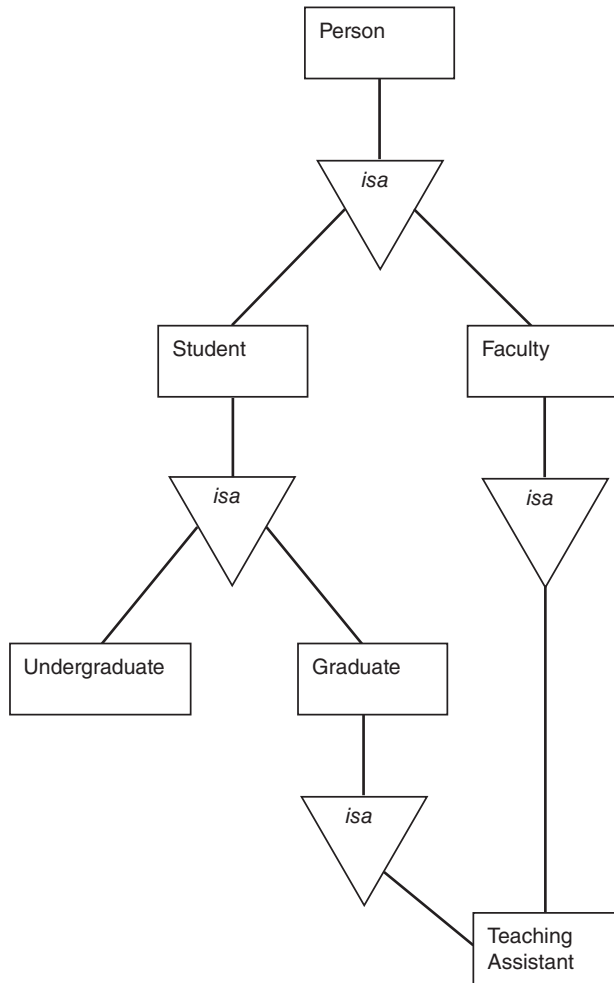 Person
isa
Student
Faculty
isa
isa
Undergraduate
Graduate
isa
Teaching
Assistant